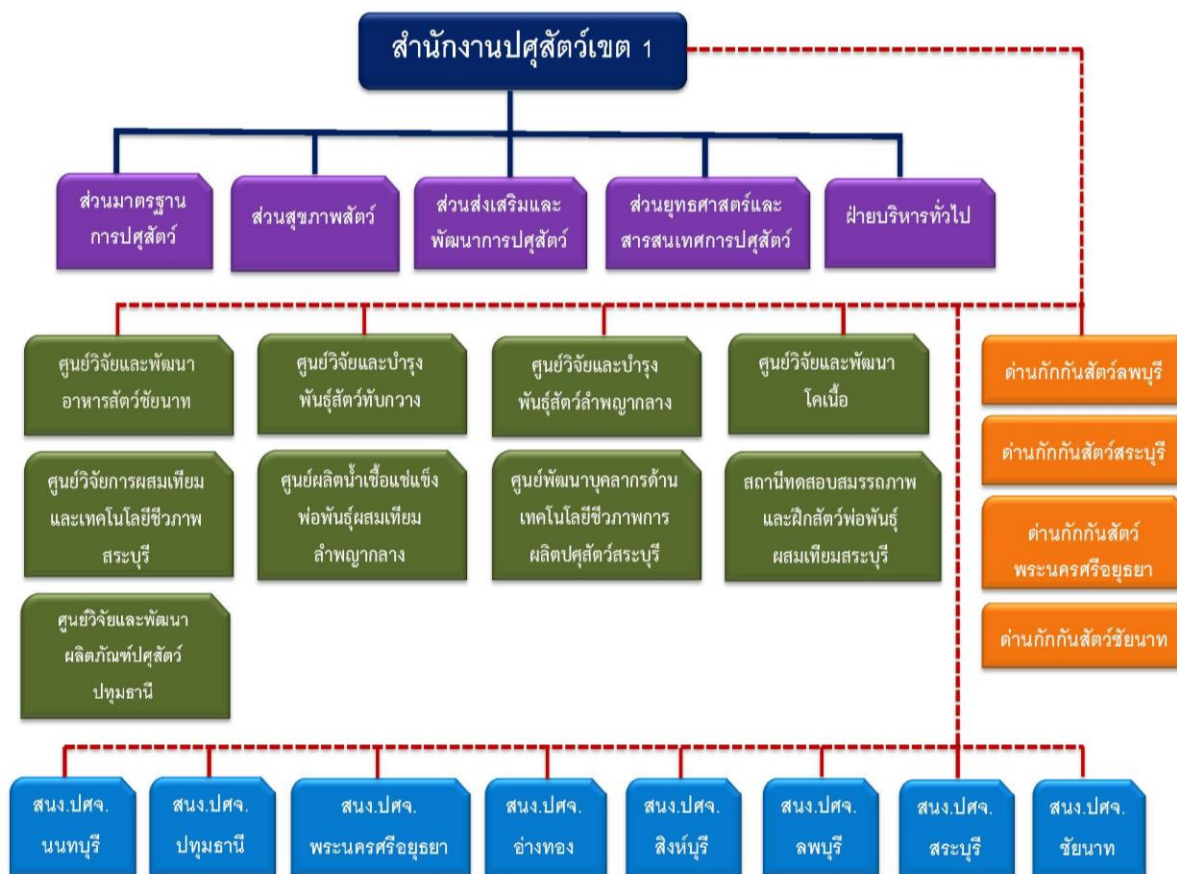 สำนักงานปศุสัตว์เขต 1
ส่วนมาตรฐาน
การปศุสัตว์
ส่วนสุขภาพสัตว์
ส่วนส่งเสริมและ
พัฒนาการปศุสัตว์
ส่วนยุทธศาสตร์และ
สารสนเทศการปศุสัตว์
ฝ่ายบริหารทั่วไป
ศูนย์วิจัยและพัฒนา
อาหารสัตว์ชัยนาท
ศูนย์วิจัยและบำรุง
พันธุ์สัตว์ทับกวาง
ศูนย์วิจัยและบำรุง
พันธุ์สัตว์ลำพญากลาง
ศูนย์วิจัยและพัฒนา
โคเนื้อ
ด่านกักกันสัตว์ลพบุรี
ศูนย์วิจัยการผสมเทียม
และเทคโนโลยีชีวภาพ
สระบุรี
ศูนย์ผลิตน้ำเชื้อแช่แข็ง
พ่อพันธุ์ผสมเทียม
ลำพญากลาง
ศูนย์พัฒนาบุคลากรด้าน
เทคโนโลยีชีวภาพการ
ผลิตปศุสัตว์สระบุรี
สถานีทดสอบสมรรถภาพ
และฝึกสัตว์พ่อพันธุ์
ผสมเทียมสระบุรี
ด่านกักกันสัตว์สระบุรี
ด่านกักกันสัตว์
พระนครศรีอยุธยา
ศูนย์วิจัยและพัฒนา
ผลิตภัณฑ์ปศุสัตว์
ปทุมธานี
ด่านกักกันสัตว์ชัยนาท
สนง.ปศจ.
นนทบุรี
สนง.ปศจ.
ปทุมธานี
สนง.ปศจ.
พระนครศรีอยุธยา
สนง.ปศจ.
อ่างทอง
สนง.ปศจ.
สิงห์บุรี
สนง.ปศจ.
ลพบุรี
สนง.ปศจ.
สระบุรี
สนง.ปศจ.
ชัยนาท